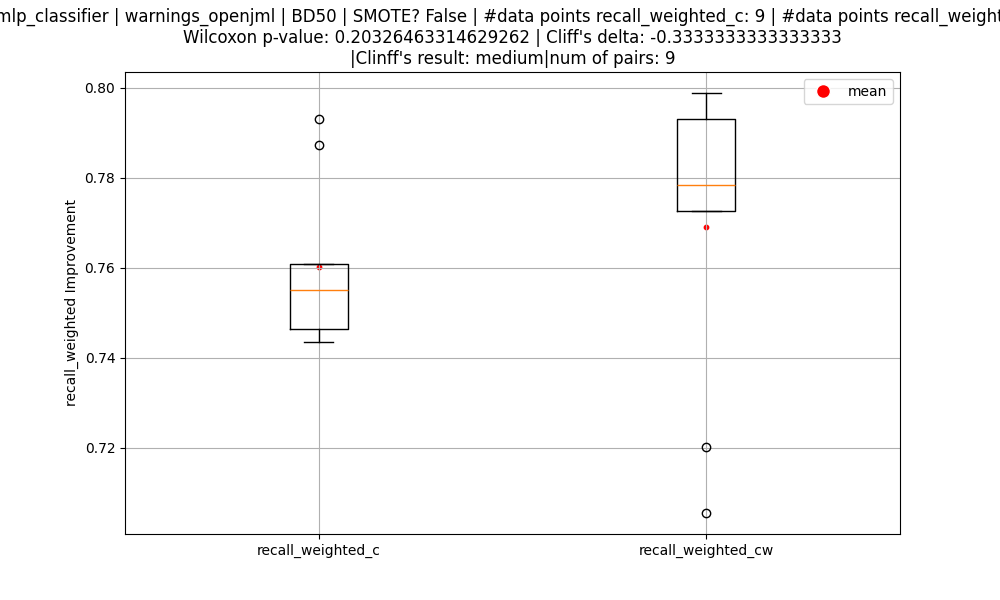 mlp_classifier | warnings_openjml | BD50 | SMOTE? False | #data points recall_weighted_c: 9 | #data points recall_weight
Wilcoxon p-value: 0.20326463314629262 | Cliff's delta: -0.3333333333333333
|Clinff's result: medium|num of pairs: 9
mean
0.80
0.78
0.76
0.74
0.72
recall_weighted Improvement
recall_weighted_c
recall_weighted_cw